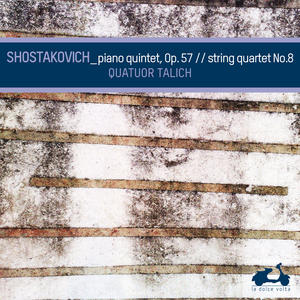 SHOSTAKOVICH_piano quintet, Op. 57 // string quartet No.8
QUATUOR TALICH
la dolce volta